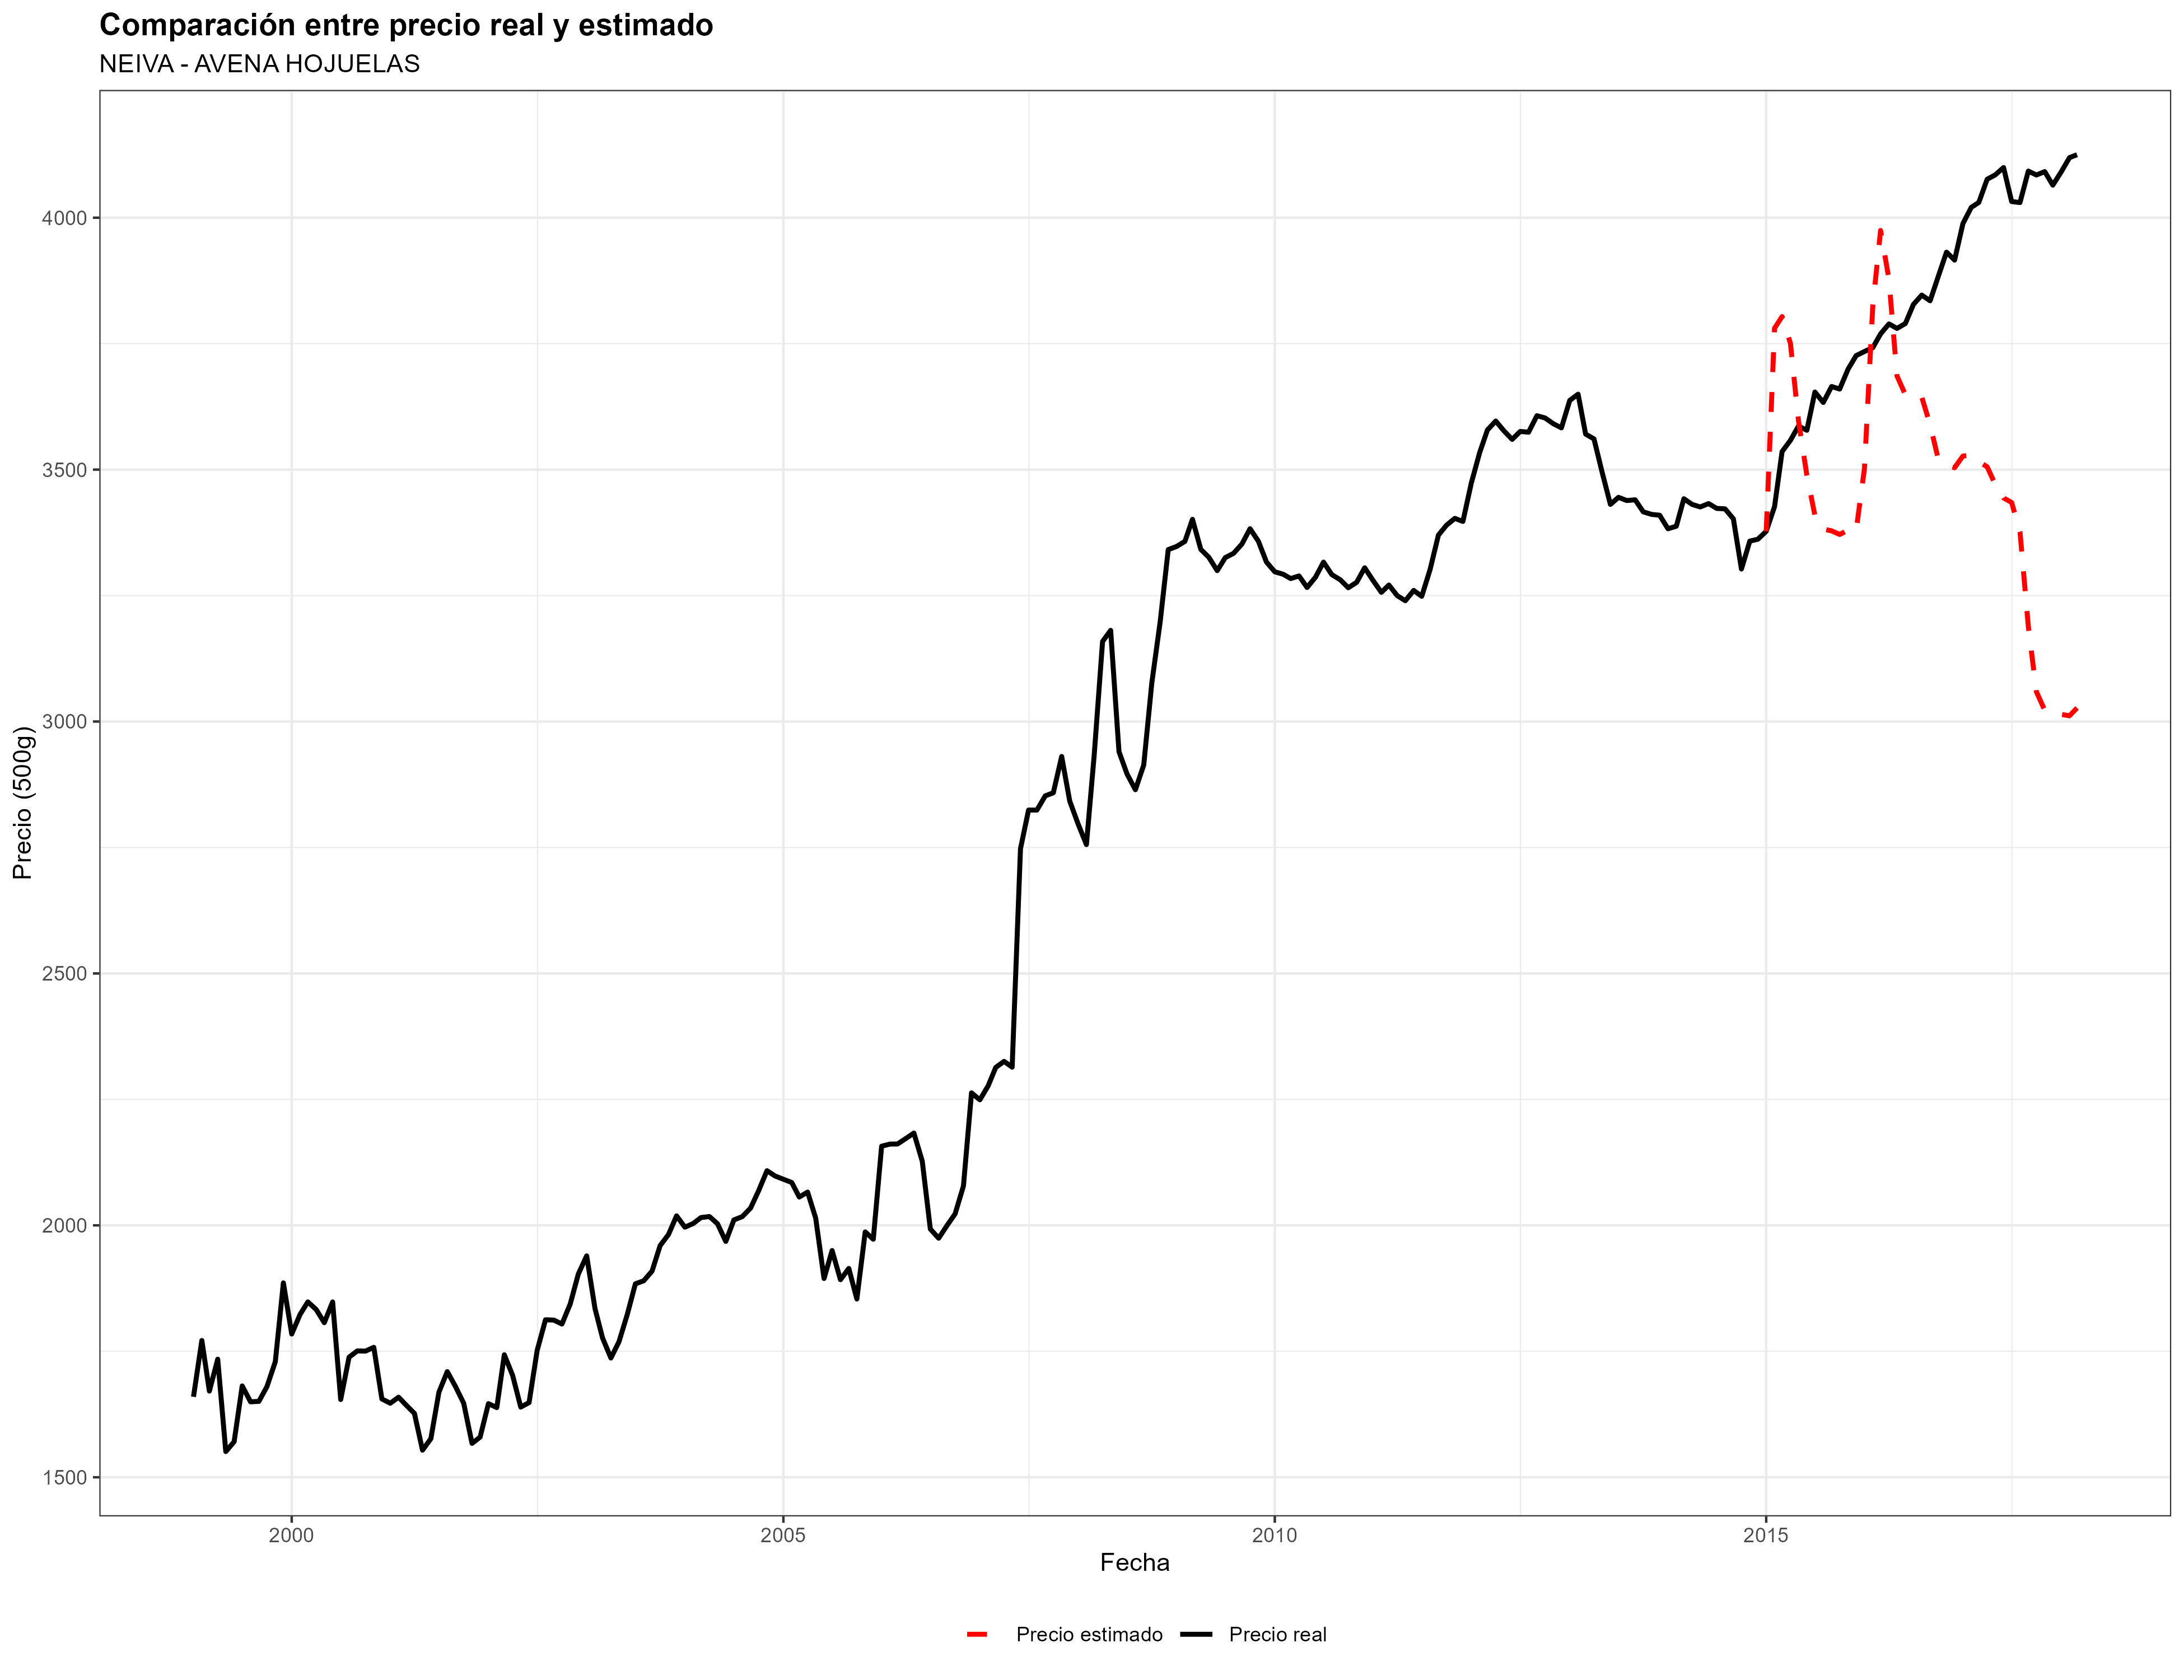 Comparación entre precio real y estimado
NEIVA - AVENA HOJUELAS
Precio (500g)
4000
3500
3000
2500
2000
1500
2000 2005 2010 2015
Fecha
Precio estimado Precio real